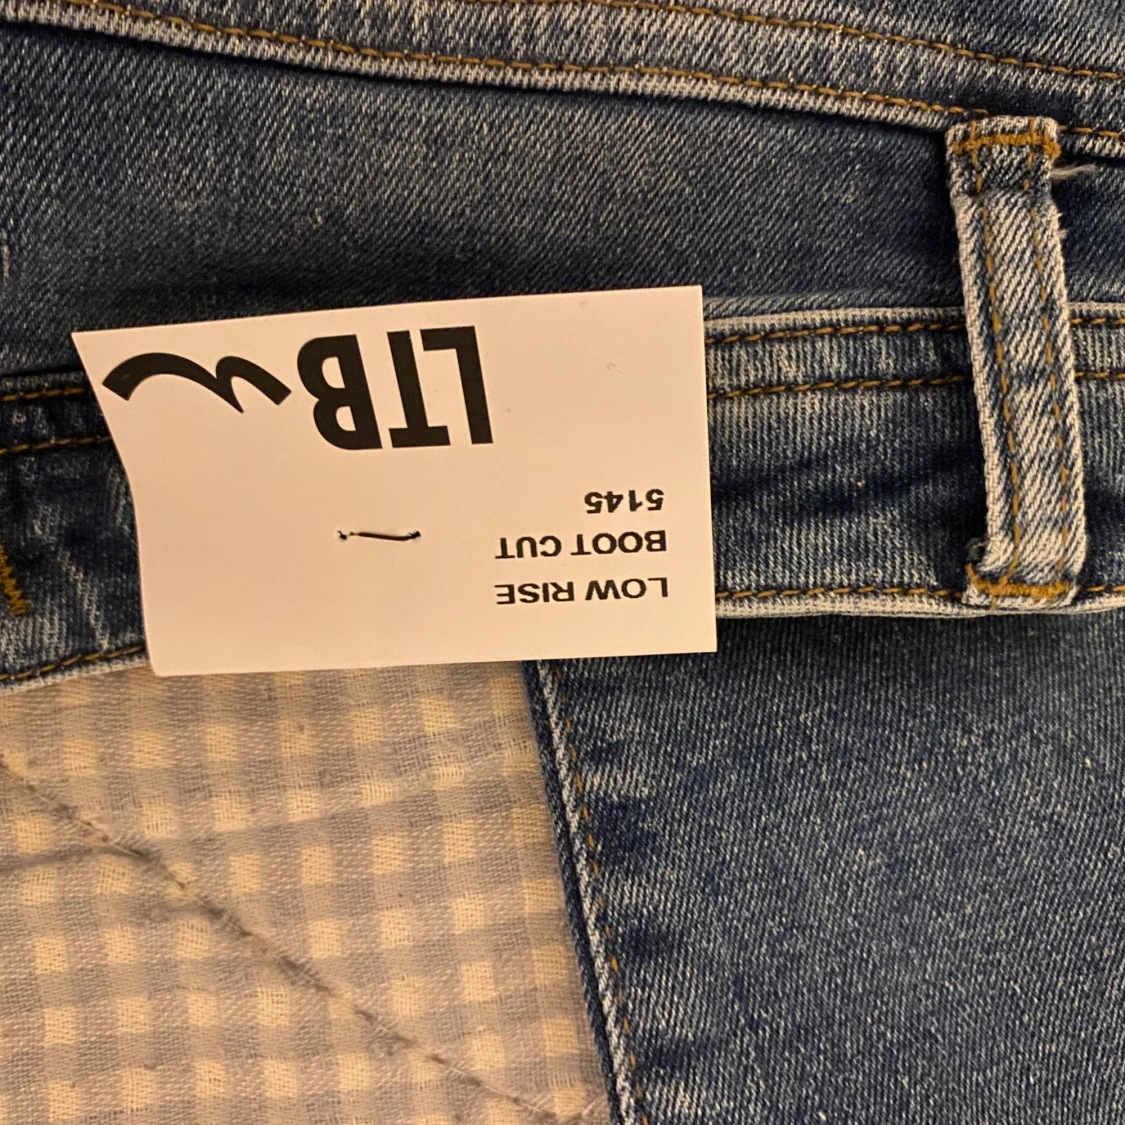 LOW RISE
BOOT CUT
5145
LTB